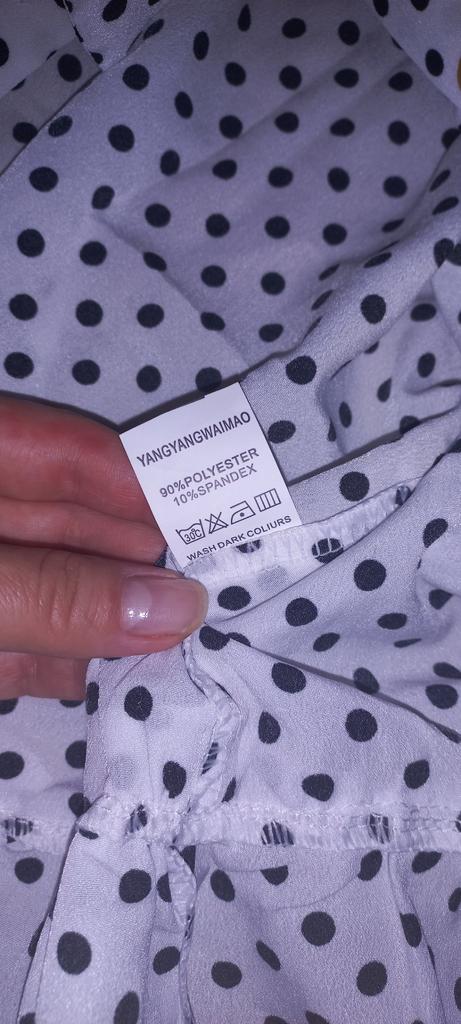 YANGYANGWAIMAO
90%POLYESTER
10%SPANDEX
30C
WASH DARK COLIURS